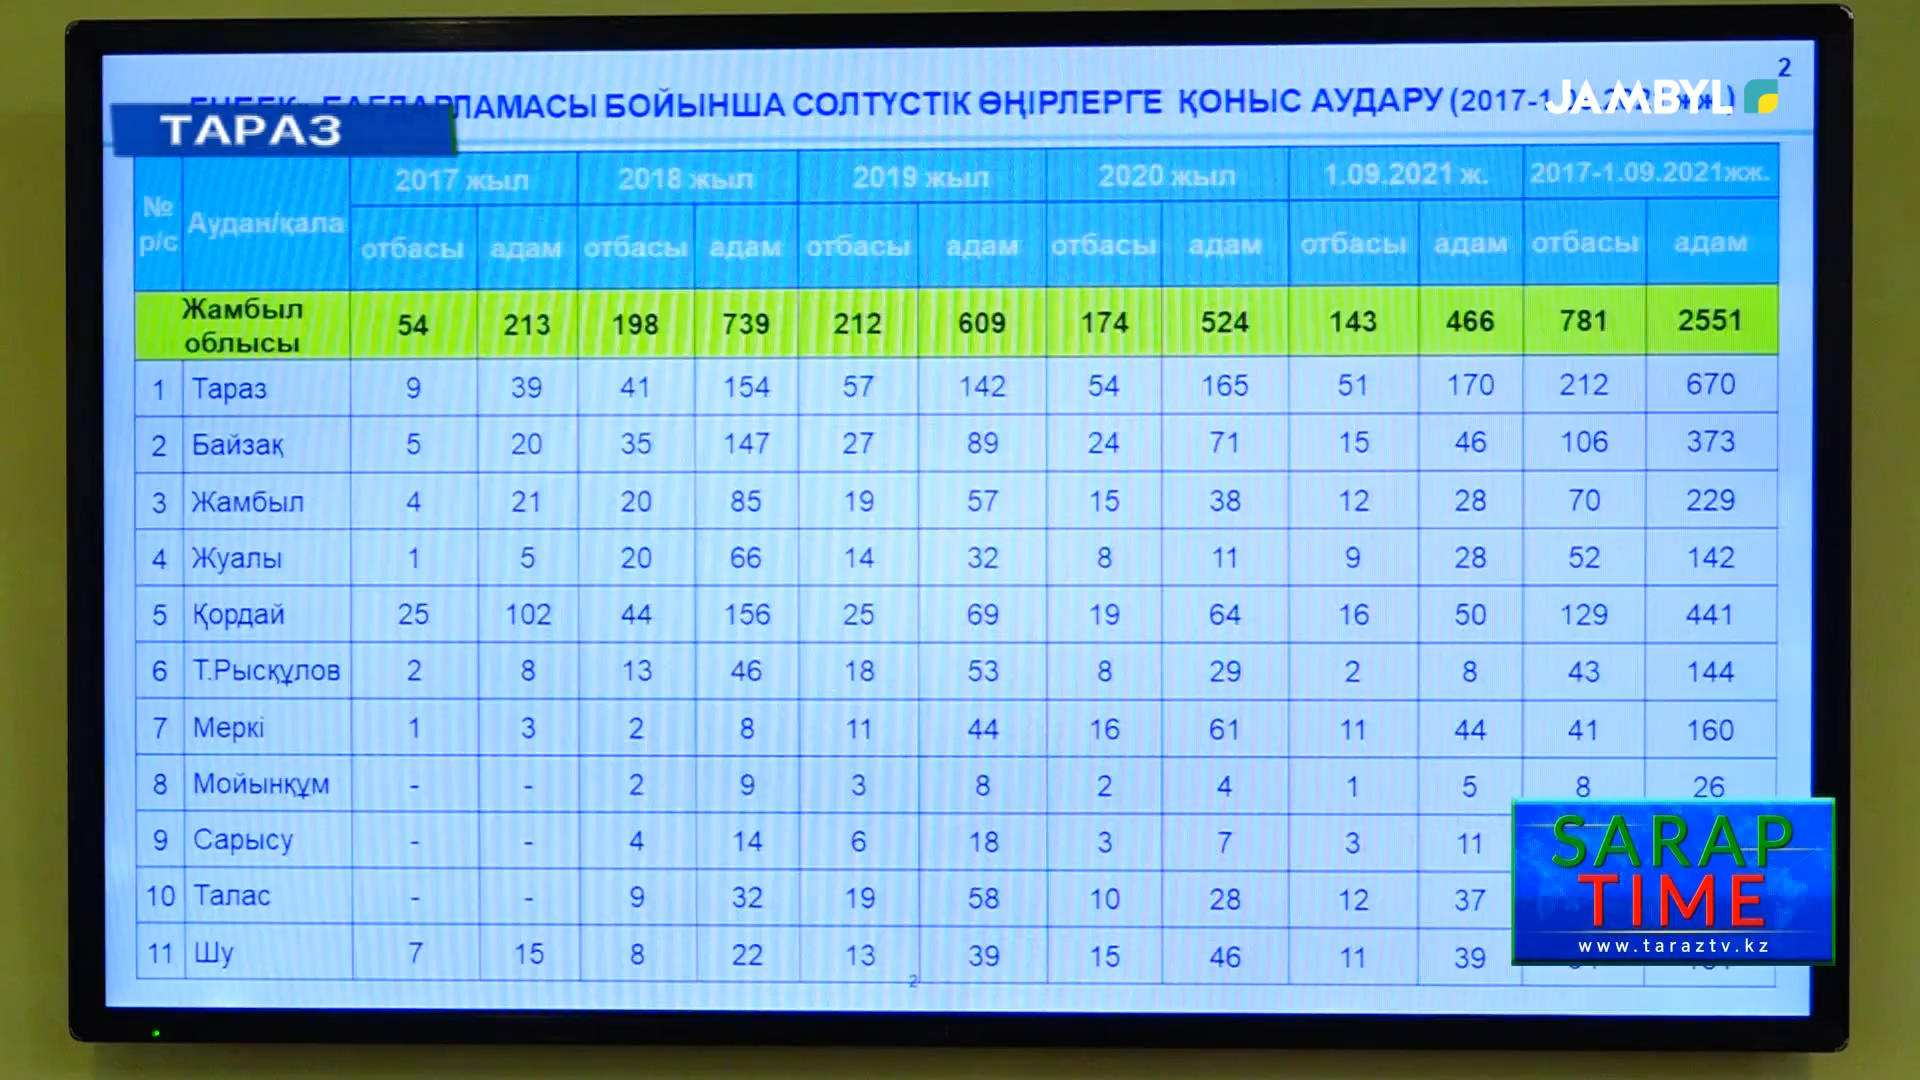 2
JAMBYL
БАҒДАРЛАМАСЫ БОЙЫНША СОЛТҮСТІК ӨҢІРЛЕРГЕ ҚОНЫС АУДАРУ (2017-1
ТАРАЗ
№ р/с Аудан/қала 2017 жыл 2018 жыл 2019 жыл 2020 жыл 1.09.2021 ж. 2017-1.09.2021жж.
отбасы адам отбасы адам отбасы адам отбасы адам отбасы адам отбасы адам
Жамбыл облысы 54 213 198 739 212 609 174 524 143 466 781 2551
1 Тараз 9 39 41 154 57 142 54 165 51 170 212 670
2 Байзақ 5 20 35 147 27 89 24 71 15 46 106 373
3 Жамбыл 4 21 20 85 19 57 15 38 12 28 70 229
4 Жуалы 1 5 20 66 14 32 8 11 9 28 52 142
5 Қордай 25 102 44 156 25 69 19 64 16 50 129 441
6 Т.Рысқұлов 2 8 13 46 18 53 8 29 2 8 43 144
7 Меркі 1 3 2 8 11 44 16 61 11 44 41 160
8 Мойынқұм - - 2 9 3 8 2 4 1 5 8 26
9 Сарысу - - 4 14 6 18 3 7 3 11
10 Талас - - 9 32 19 58 10 28 12 37
11 Шу 7 15 8 22 13 39 15 46 11 39
2
SARAP
TIME
www.taraztv.kz